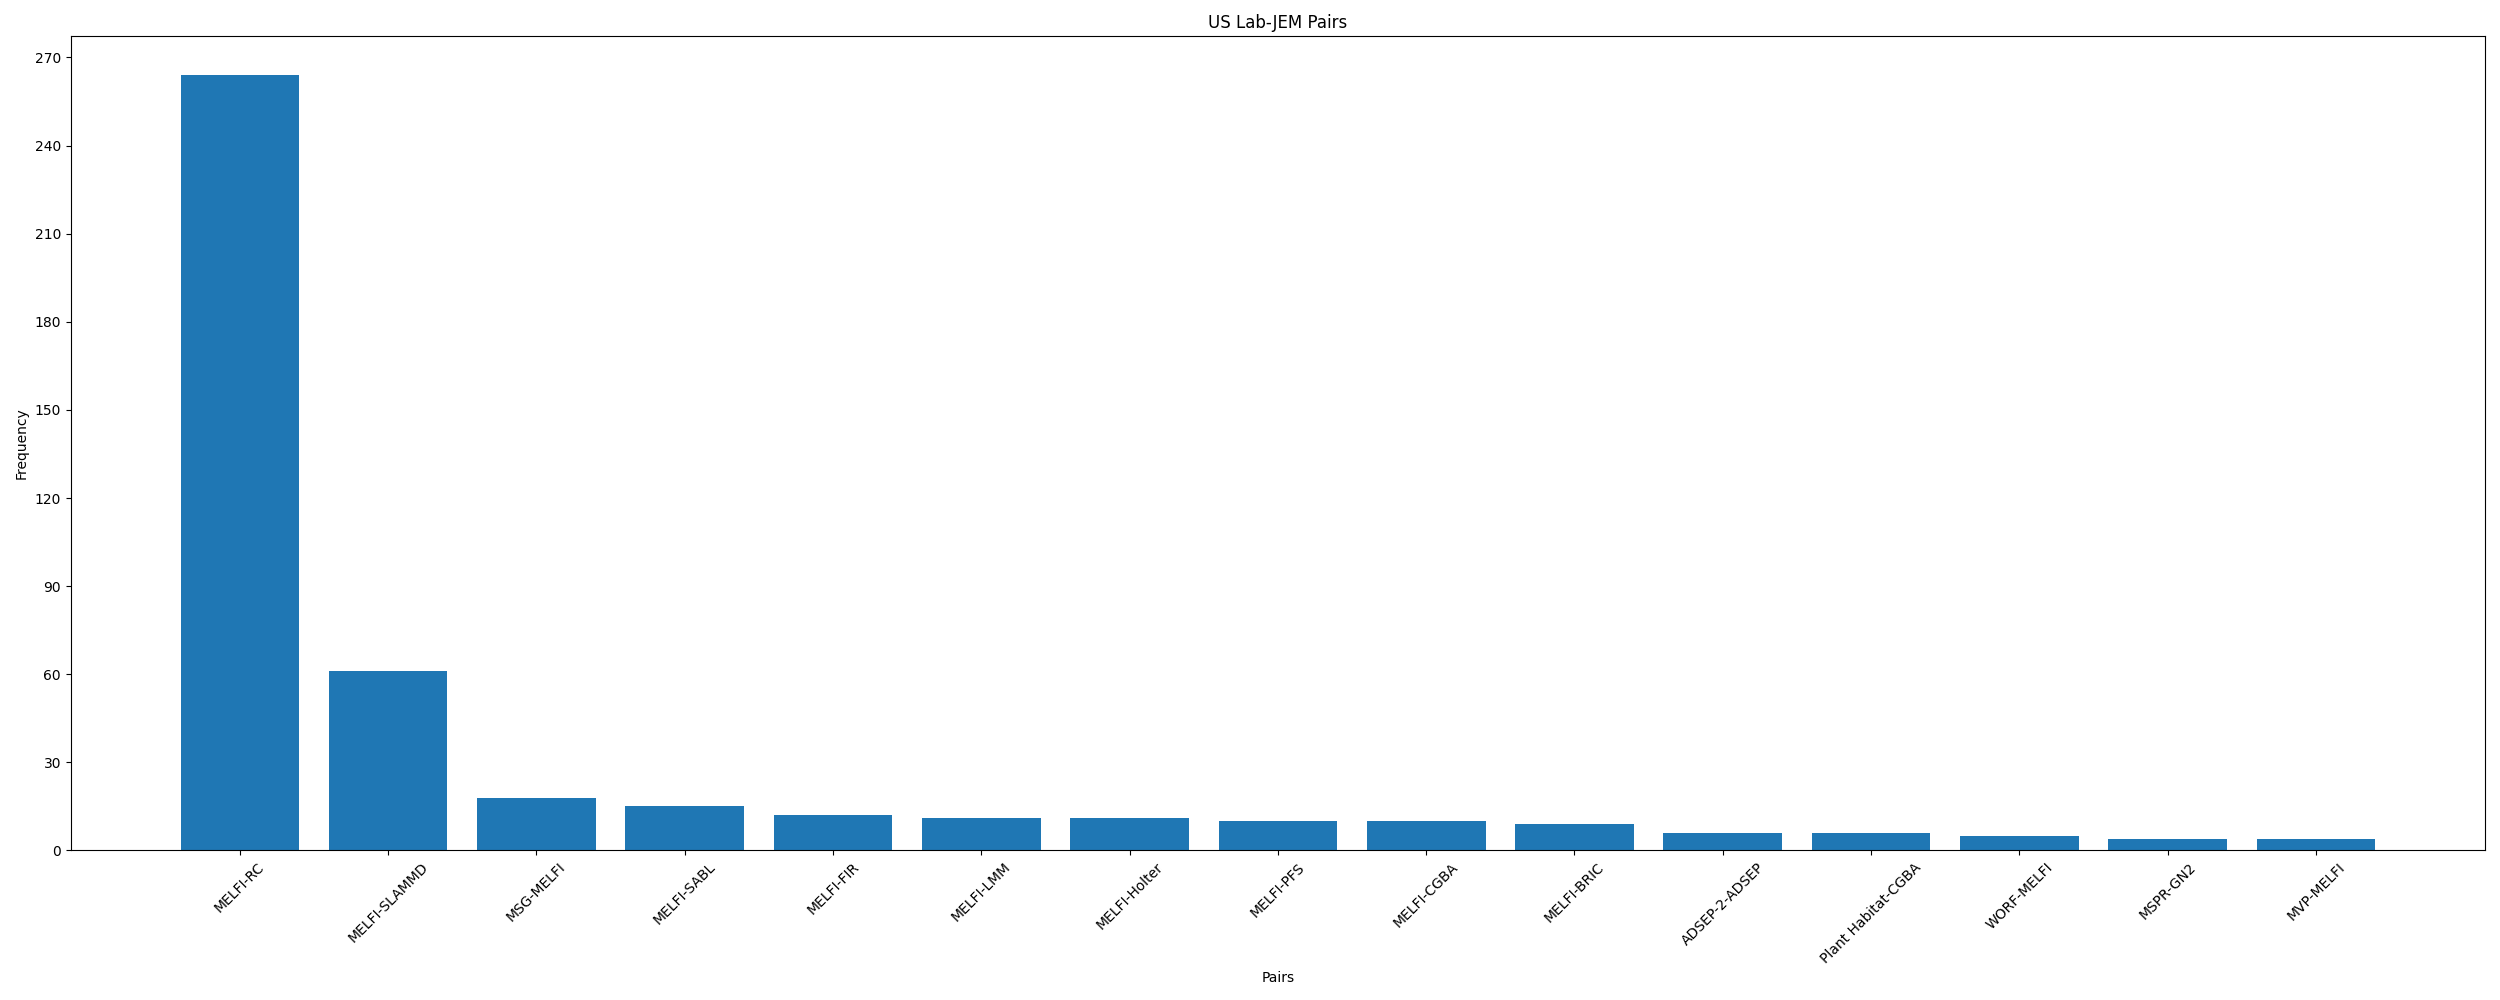 US Lab-JEM Pairs
Frequency
270
240
210
180
150
120
90
60
30
0
MELFI-RC
MELFI-SLAMMD
MSG-MELFI
MELFI-SABL
MELFI-FIR
MELFI-LMM
MELFI-Holter
MELFI-PFS
MELFI-CGBA
MELFI-BRIC
ADSEP-2-ADSEP
Plant Habitat-CGBA
WORF-MELFI
MSPR-GN2
MVP-MELFI
Pairs